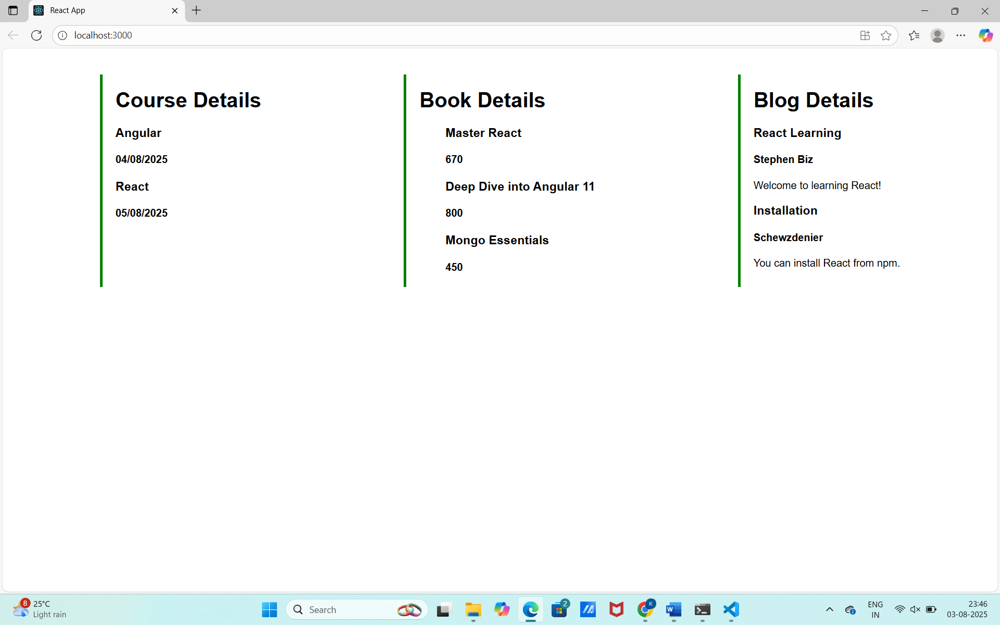 React App
localhost:3000
Course Details
Angular
04/08/2025
React
05/08/2025
Book Details
Master React
670
Deep Dive into Angular 11
800
Mongo Essentials
450
Blog Details
React Learning
Stephen Biz
Welcome to learning React!
Installation
Schewzdenier
You can install React from npm.
8
25°C
Light rain
Search
2
K
W
ENG
IN
23:46
03-08-2025